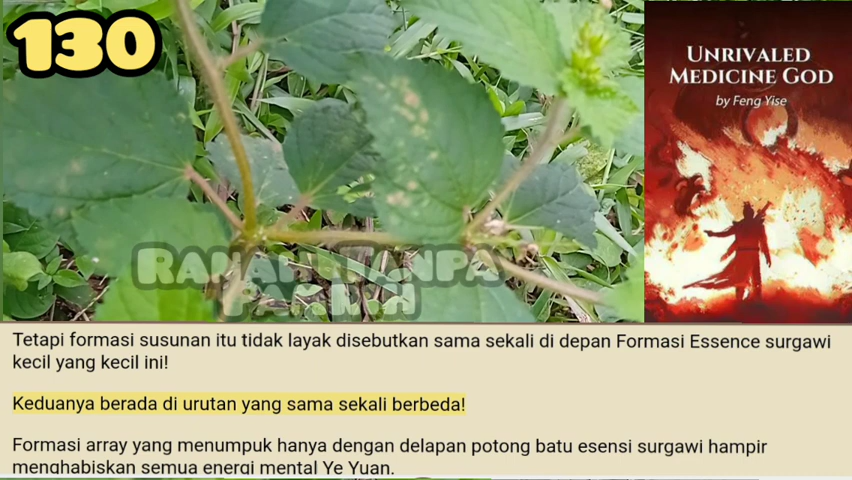 130
UNRIVALED
MEDICINE GOD
by Feng Yise
RANAH TANPA
Tetapi formasi susunan itu tidak layak disebutkan sama sekali di depan Formasi Essence surgawi
kecil yang kecil ini!
Keduanya berada di urutan yang sama sekali berbeda!
Formasi array yang menumpuk hanya dengan delapan potong batu esensi surgawi hampir
menghabiskan semua energi mental Ye Yuan.